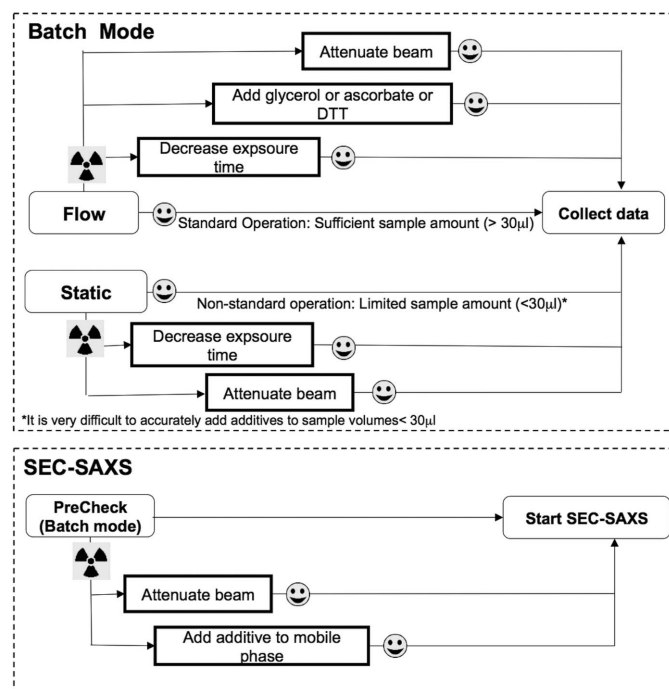 Batch Mode
Attenuate beam
Add glycerol or ascorbate or
DTT
Decrease expsoure
time
Flow
Standard Operation: Sufficient sample amount (> 30μl)
Collect data
Static
Non-standard operation: Limited sample amount (<30μl)*
Decrease expsoure
time
Attenuate beam
*It is very difficult to accurately add additives to sample volumes< 30μl
SEC-SAXS
PreCheck
(Batch mode)
Start SEC-SAXS
Attenuate beam
Add additive to mobile
phase